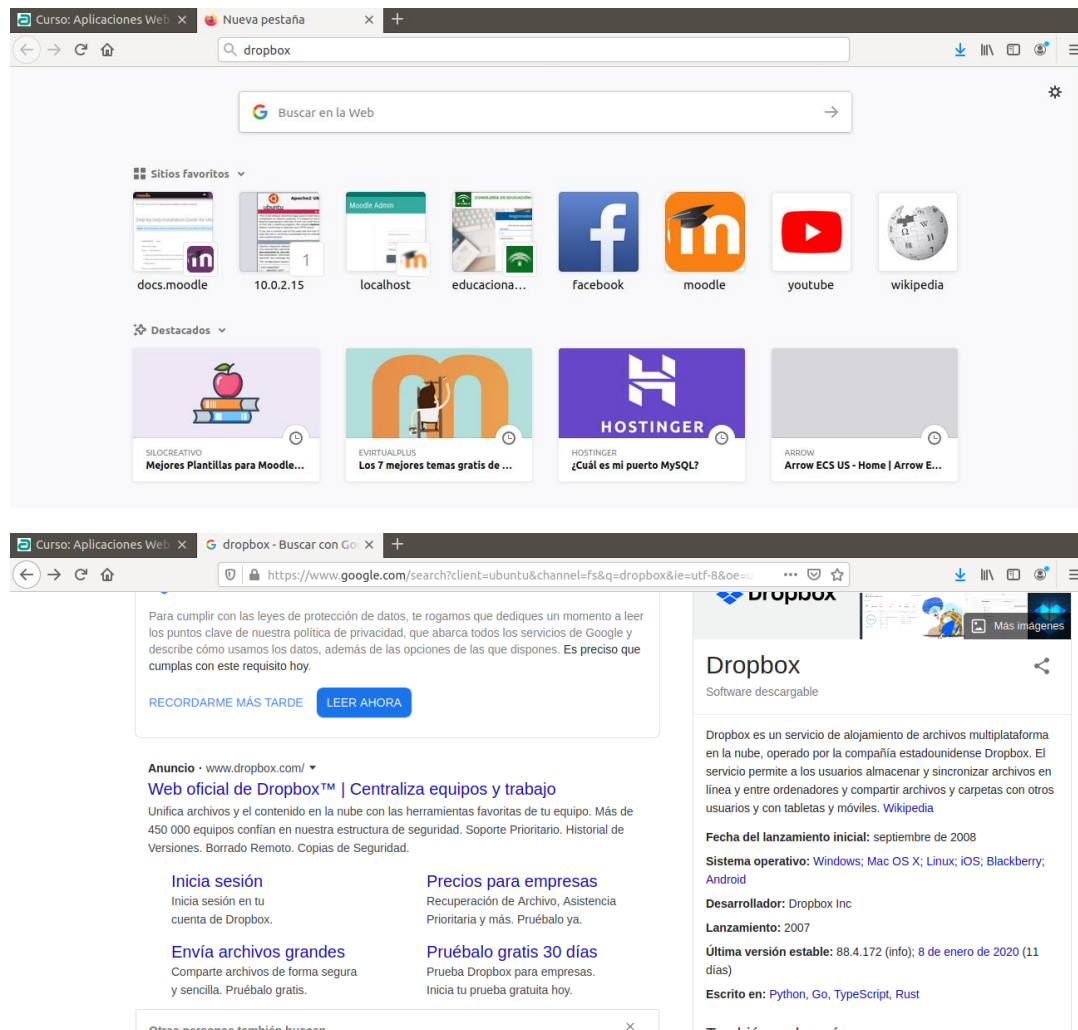 Curso: Aplicaciones Web
Nueva pestaña
dropbox
Buscar en la Web
Sitios favoritos
Moodle Admin
ubuntu
1
docs.moodle
10.0.2.15
localhost
educaciona...
facebook
moodle
youtube
wikipedia
Destacados
HOSTINGER
SILOCREATIVO
Mejores Plantillas para Moodle...
EVIRTUALPLUS
Los 7 mejores temas gratis de ...
HOSTINGER
¿Cuál es mi puerto MySQL?
ARROW
Arrow ECS US - Home | Arrow E...
Curso: Aplicaciones Web
dropbox - Buscar con Goo
https://www.google.com/search?client=ubuntu&channel=fs&q=dropbox&ie=utf-8&oe=u
Para cumplir con las leyes de protección de datos, te rogamos que dediques un momento a leer
los puntos clave de nuestra política de privacidad, que abarca todos los servicios de Google y
describe cómo usamos los datos, además de las opciones de las que dispones. Es preciso que
cumplas con este requisito hoy.
RECORDARME MÁS TARDE
LEER AHORA
Anuncio · www.dropbox.com/
Web oficial de Dropbox™ | Centraliza equipos y trabajo
Unifica archivos y el contenido en la nube con las herramientas favoritas de tu equipo. Más de
450 000 equipos confían en nuestra estructura de seguridad. Soporte Prioritario. Historial de
Versiones. Borrado Remoto. Copias de Seguridad.
Inicia sesión
Inicia sesión en tu
cuenta de Dropbox.
Precios para empresas
Recuperación de Archivo, Asistencia
Prioritaria y más. Pruébalo ya.
Envía archivos grandes
Comparte archivos de forma segura
y sencilla. Pruébalo gratis.
Pruébalo gratis 30 días
Prueba Dropbox para empresas.
Inicia tu prueba gratuita hoy.
Otras personas también buscan
Dropbox
Más imágenes
Dropbox
Software descargable
Dropbox es un servicio de alojamiento de archivos multiplataforma
en la nube, operado por la compañía estadounidense Dropbox. El
servicio permite a los usuarios almacenar y sincronizar archivos en
línea y entre ordenadores y compartir archivos y carpetas con otros
usuarios y con tabletas y móviles. Wikipedia
Fecha del lanzamiento inicial: septiembre de 2008
Sistema operativo: Windows; Mac OS X; Linux; iOS; Blackberry;
Android
Desarrollador: Dropbox Inc
Lanzamiento: 2007
Última versión estable: 88.4.172 (info); 8 de enero de 2020 (11
días)
Escrito en: Python, Go, TypeScript, Rust